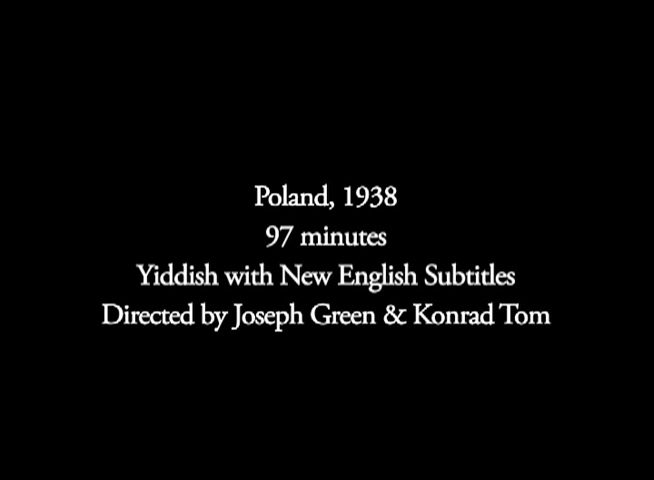 Poland, 1938
97 minutes
Yiddish with New English Subtitles
Directed by Joseph Green & Konrad Tom